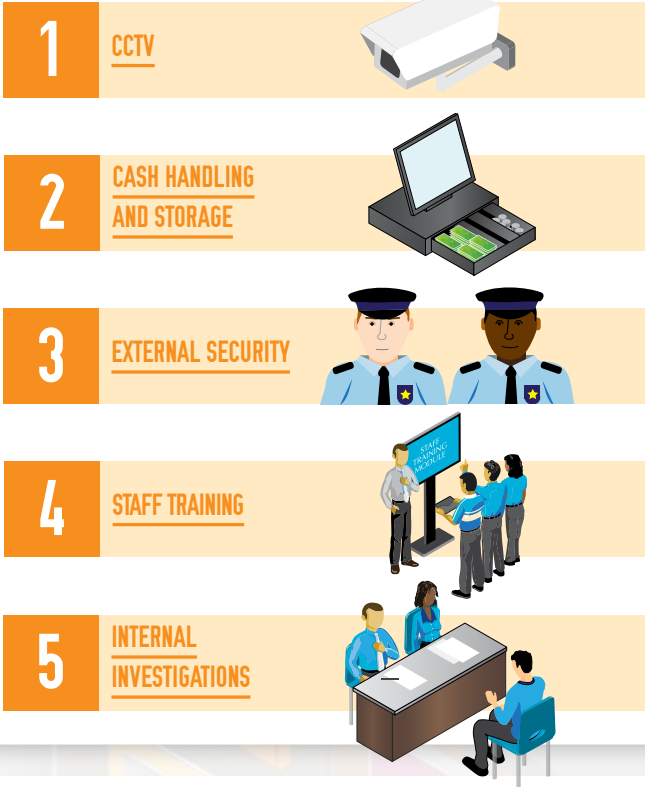 1
CCTV
2
CASH HANDLING
AND STORAGE
3
EXTERNAL SECURITY
4
STAFF TRAINING
STAFF
TRAINING
MODULE
5
INTERNAL
INVESTIGATIONS